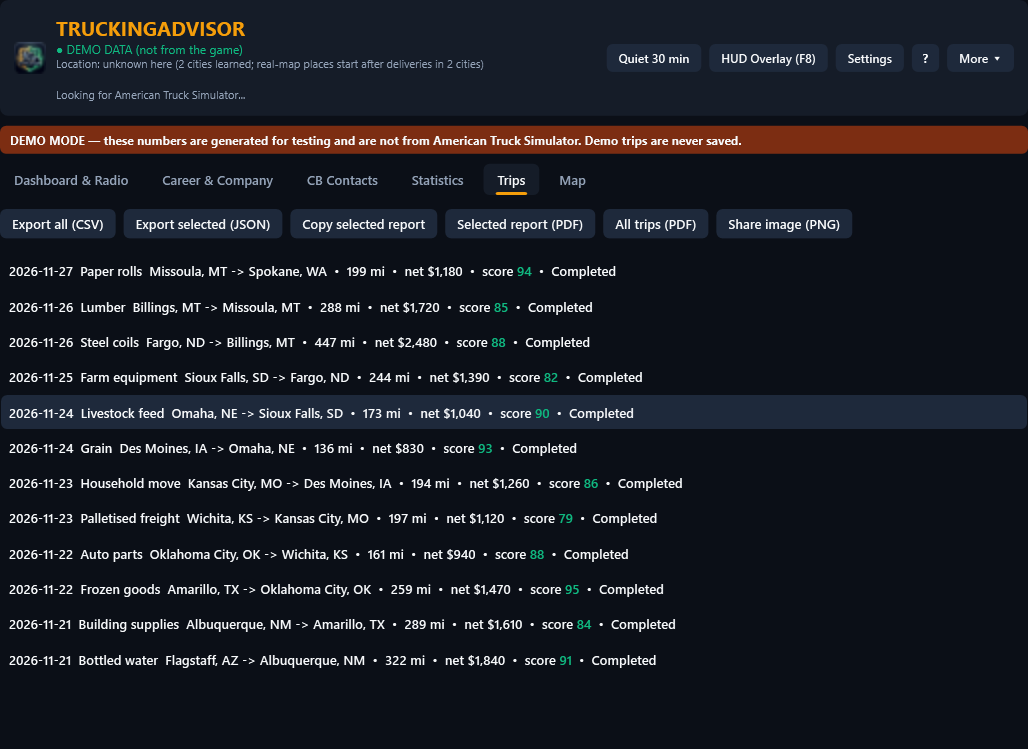 TRUCKINGADVISOR
● DEMO DATA (not from the game)
Location: unknown here (2 cities learned; real-map places start after deliveries in 2 cities)
Looking for American Truck Simulator...
Quiet 30 min HUD Overlay (F8) Settings ? More ▾
DEMO MODE — these numbers are generated for testing and are not from American Truck Simulator. Demo trips are never saved.
Dashboard & Radio Career & Company CB Contacts Statistics Trips Map
Export all (CSV) Export selected (JSON) Copy selected report Selected report (PDF) All trips (PDF) Share image (PNG)
2026-11-27 Paper rolls Missoula, MT -> Spokane, WA • 199 mi • net $1,180 • score 94 • Completed
2026-11-26 Lumber Billings, MT -> Missoula, MT • 288 mi • net $1,720 • score 85 • Completed
2026-11-26 Steel coils Fargo, ND -> Billings, MT • 447 mi • net $2,480 • score 88 • Completed
2026-11-25 Farm equipment Sioux Falls, SD -> Fargo, ND • 244 mi • net $1,390 • score 82 • Completed
2026-11-24 Livestock feed Omaha, NE -> Sioux Falls, SD • 173 mi • net $1,040 • score 90 • Completed
2026-11-24 Grain Des Moines, IA -> Omaha, NE • 136 mi • net $830 • score 93 • Completed
2026-11-23 Household move Kansas City, MO -> Des Moines, IA • 194 mi • net $1,260 • score 86 • Completed
2026-11-23 Palletised freight Wichita, KS -> Kansas City, MO • 197 mi • net $1,120 • score 79 • Completed
2026-11-22 Auto parts Oklahoma City, OK -> Wichita, KS • 161 mi • net $940 • score 88 • Completed
2026-11-22 Frozen goods Amarillo, TX -> Oklahoma City, OK • 259 mi • net $1,470 • score 95 • Completed
2026-11-21 Building supplies Albuquerque, NM -> Amarillo, TX • 289 mi • net $1,610 • score 84 • Completed
2026-11-21 Bottled water Flagstaff, AZ -> Albuquerque, NM • 322 mi • net $1,840 • score 91 • Completed